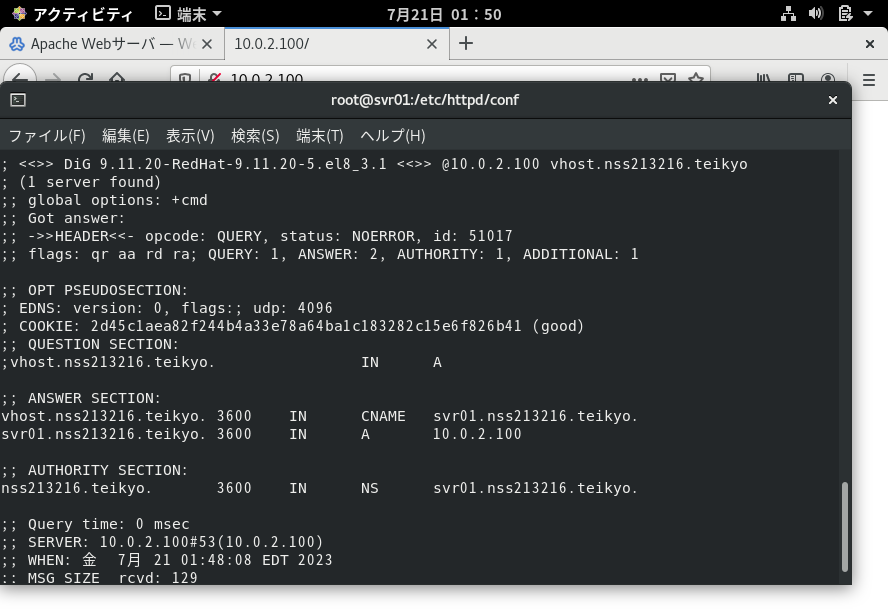 アクティビティ 端末 7月21日 01：50
Apache Webサーバ — W 10.0.2.100/
10.0.2.100
root@svr01:/etc/httpd/conf
ファイル(F) 編集(E) 表示(V) 検索(S) 端末(T) ヘルプ(H)
; <<>> DiG 9.11.20-RedHat-9.11.20-5.el8_3.1 <<>> @10.0.2.100 vhost.nss213216.teikyo
; (1 server found)
;; global options: +cmd
;; Got answer:
;; ->>HEADER<<- opcode: QUERY, status: NOERROR, id: 51017
;; flags: qr aa rd ra; QUERY: 1, ANSWER: 2, AUTHORITY: 1, ADDITIONAL: 1
;; OPT PSEUDOSECTION:
; EDNS: version: 0, flags:; udp: 4096
; COOKIE: 2d45c1aea82f244b4a33e78a64ba1c183282c15e6f826b41 (good)
;; QUESTION SECTION:
;vhost.nss213216.teikyo. IN A
;; ANSWER SECTION:
vhost.nss213216.teikyo. 3600 IN CNAME svr01.nss213216.teikyo.
svr01.nss213216.teikyo. 3600 IN A 10.0.2.100
;; AUTHORITY SECTION:
nss213216.teikyo. 3600 IN NS svr01.nss213216.teikyo.
;; Query time: 0 msec
;; SERVER: 10.0.2.100#53(10.0.2.100)
;; WHEN: 金 7月 21 01:48:08 EDT 2023
;; MSG SIZE rcvd: 129